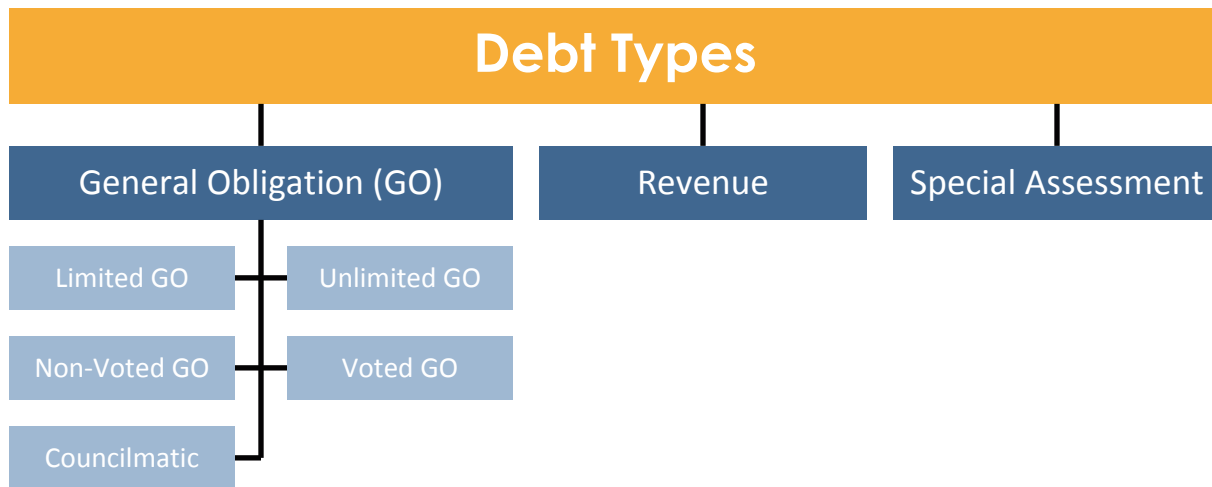 Debt Types
General Obligation (GO)
Revenue
Special Assessment
Limited GO
Unlimited GO
Non-Voted GO
Voted GO
Councilmatic